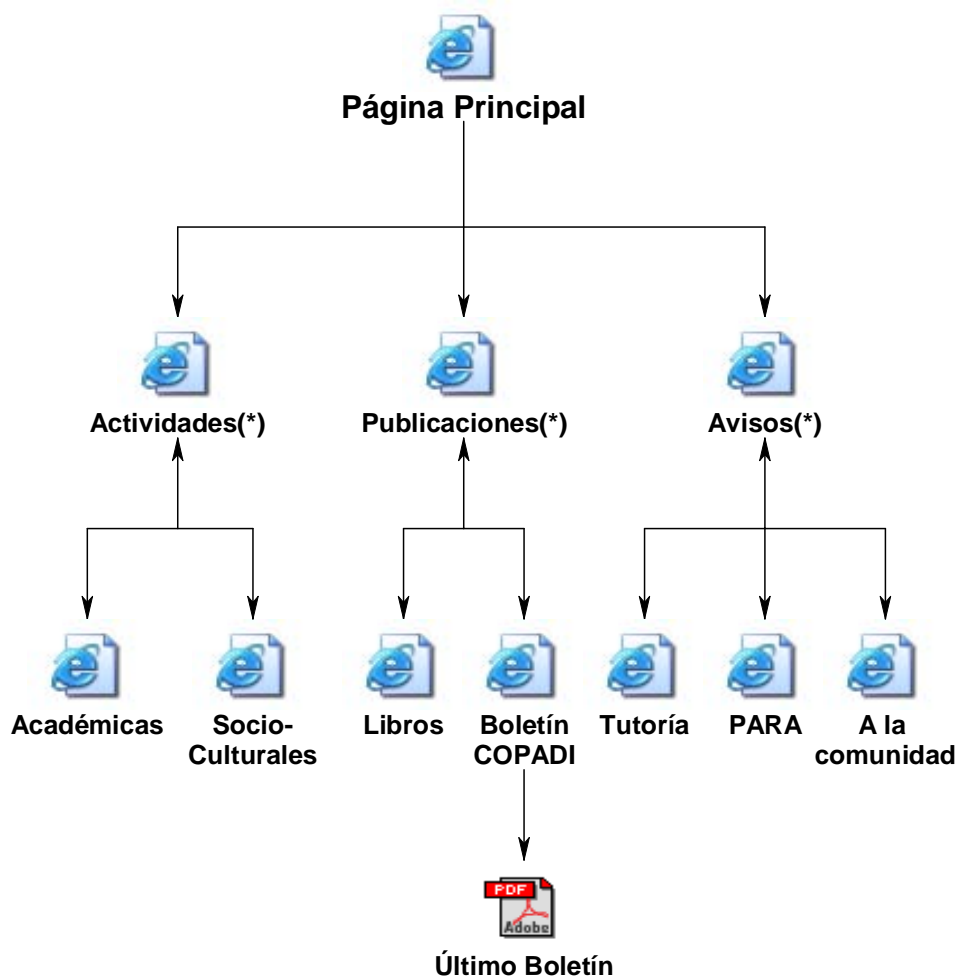 Página Principal
Actividades(*)
Publicaciones(*)
Avisos(*)
Académicas
Socio-
Culturales
Libros
Boletín
COPADI
Tutoría
PARA
A la
comunidad
PDF
Adobe
Último Boletín